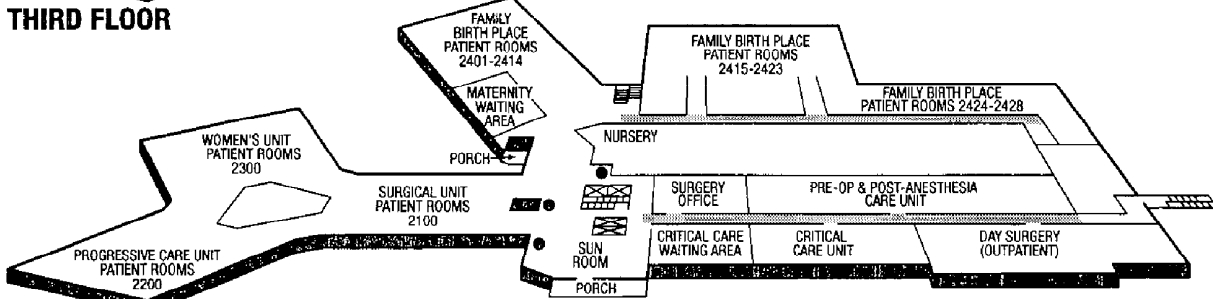 THIRD FLOOR
FAMILY
BIRTH PLACE
PATIENT ROOMS
2401-2414
MATERNITY
WAITING
AREA
PORCH
FAMILY BIRTH PLACE
PATIENT ROOMS
2415-2423
FAMILY BIRTH PLACE
PATIENT ROOMS 2424-2428
NURSERY
WOMEN'S UNIT
PATIENT ROOMS
2300
SURGICAL UNIT
PATIENT ROOMS
2100
PROGRESSIVE CARE UNIT
PATIENT ROOMS
2200
SURGERY
OFFICE
PRE-OP & POST-ANESTHESIA
CARE UNIT
SUN
ROOM
PORCH
CRITICAL CARE
WAITING AREA
CRITICAL
CARE UNIT
DAY SURGERY
(OUTPATIENT)